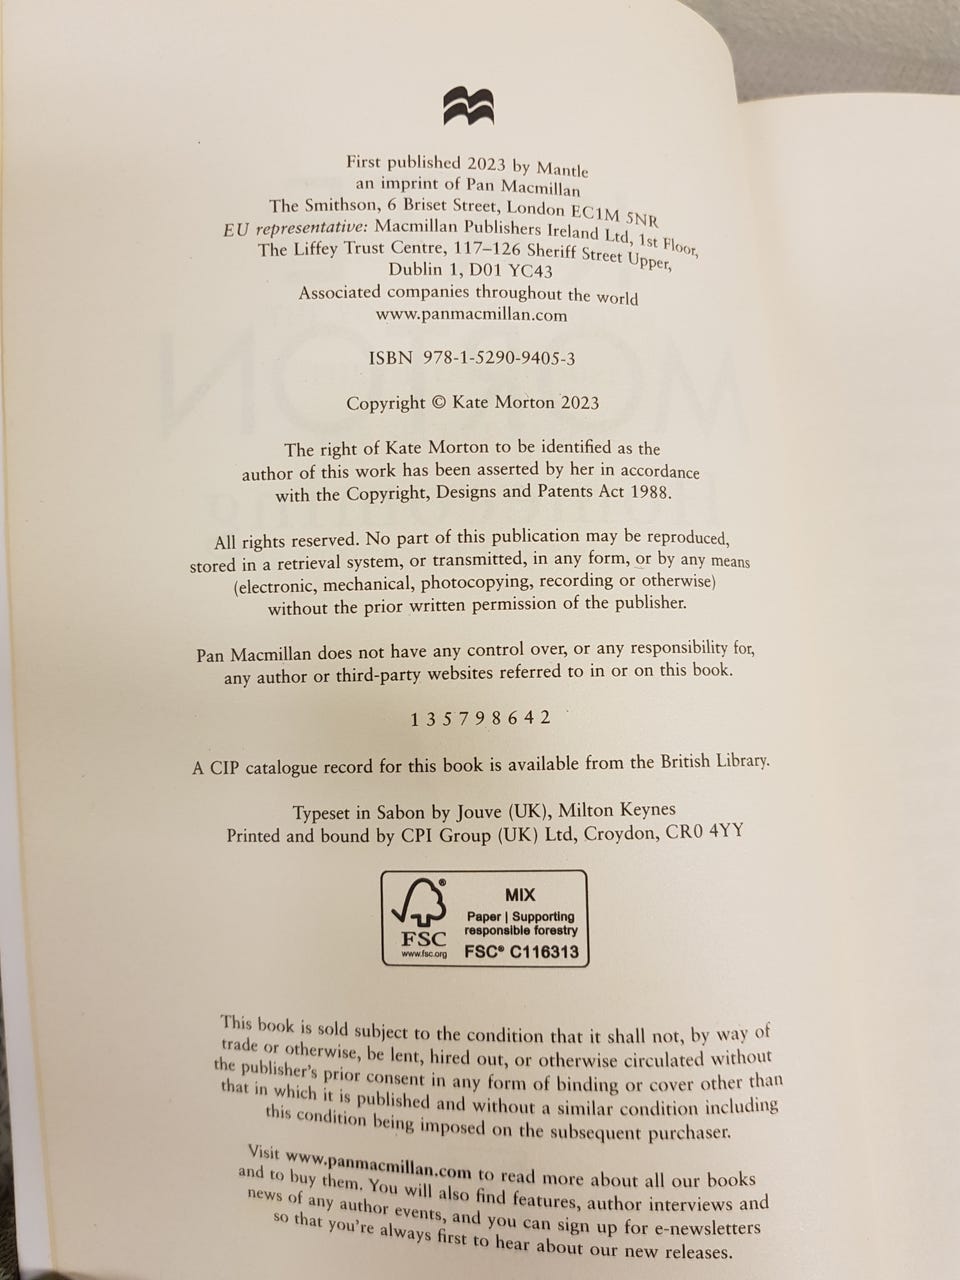 First published 2023 by Mantle
an imprint of Pan Macmillan
The Smithson, 6 Briset Street, London EC1M 5NR
EU representative: Macmillan Publishers Ireland Ltd, 1st Floor,
The Liffey Trust Centre, 117–126 Sheriff Street Upper,
Dublin 1, D01 YC43
Associated companies throughout the world
www.panmacmillan.com
ISBN 978-1-5290-9405-3
Copyright © Kate Morton 2023
The right of Kate Morton to be identified as the
author of this work has been asserted by her in accordance
with the Copyright, Designs and Patents Act 1988.
All rights reserved. No part of this publication may be reproduced,
stored in a retrieval system, or transmitted, in any form, or by any means
(electronic, mechanical, photocopying, recording or otherwise)
without the prior written permission of the publisher.
Pan Macmillan does not have any control over, or any responsibility for,
any author or third-party websites referred to in or on this book.
1 3 5 7 9 8 6 4 2
A CIP catalogue record for this book is available from the British Library.
Typeset in Sabon by Jouve (UK), Milton Keynes
Printed and bound by CPI Group (UK) Ltd, Croydon, CR0 4YY
®
FSC
www.fsc.org
MIX
Paper | Supporting
responsible forestry
FSC® C116313
This book is sold subject to the condition that it shall not, by way of
trade or otherwise, be lent, hired out, or otherwise circulated without
the publisher's prior consent in any form of binding or cover other than
that in which it is published and without a similar condition including
this condition being imposed on the subsequent purchaser.
Visit www.panmacmillan.com to read more about all our books
and to buy them. You will also find features, author interviews and
news of any author events, and you can sign up for e-newsletters
so that you're always first to hear about our new releases.